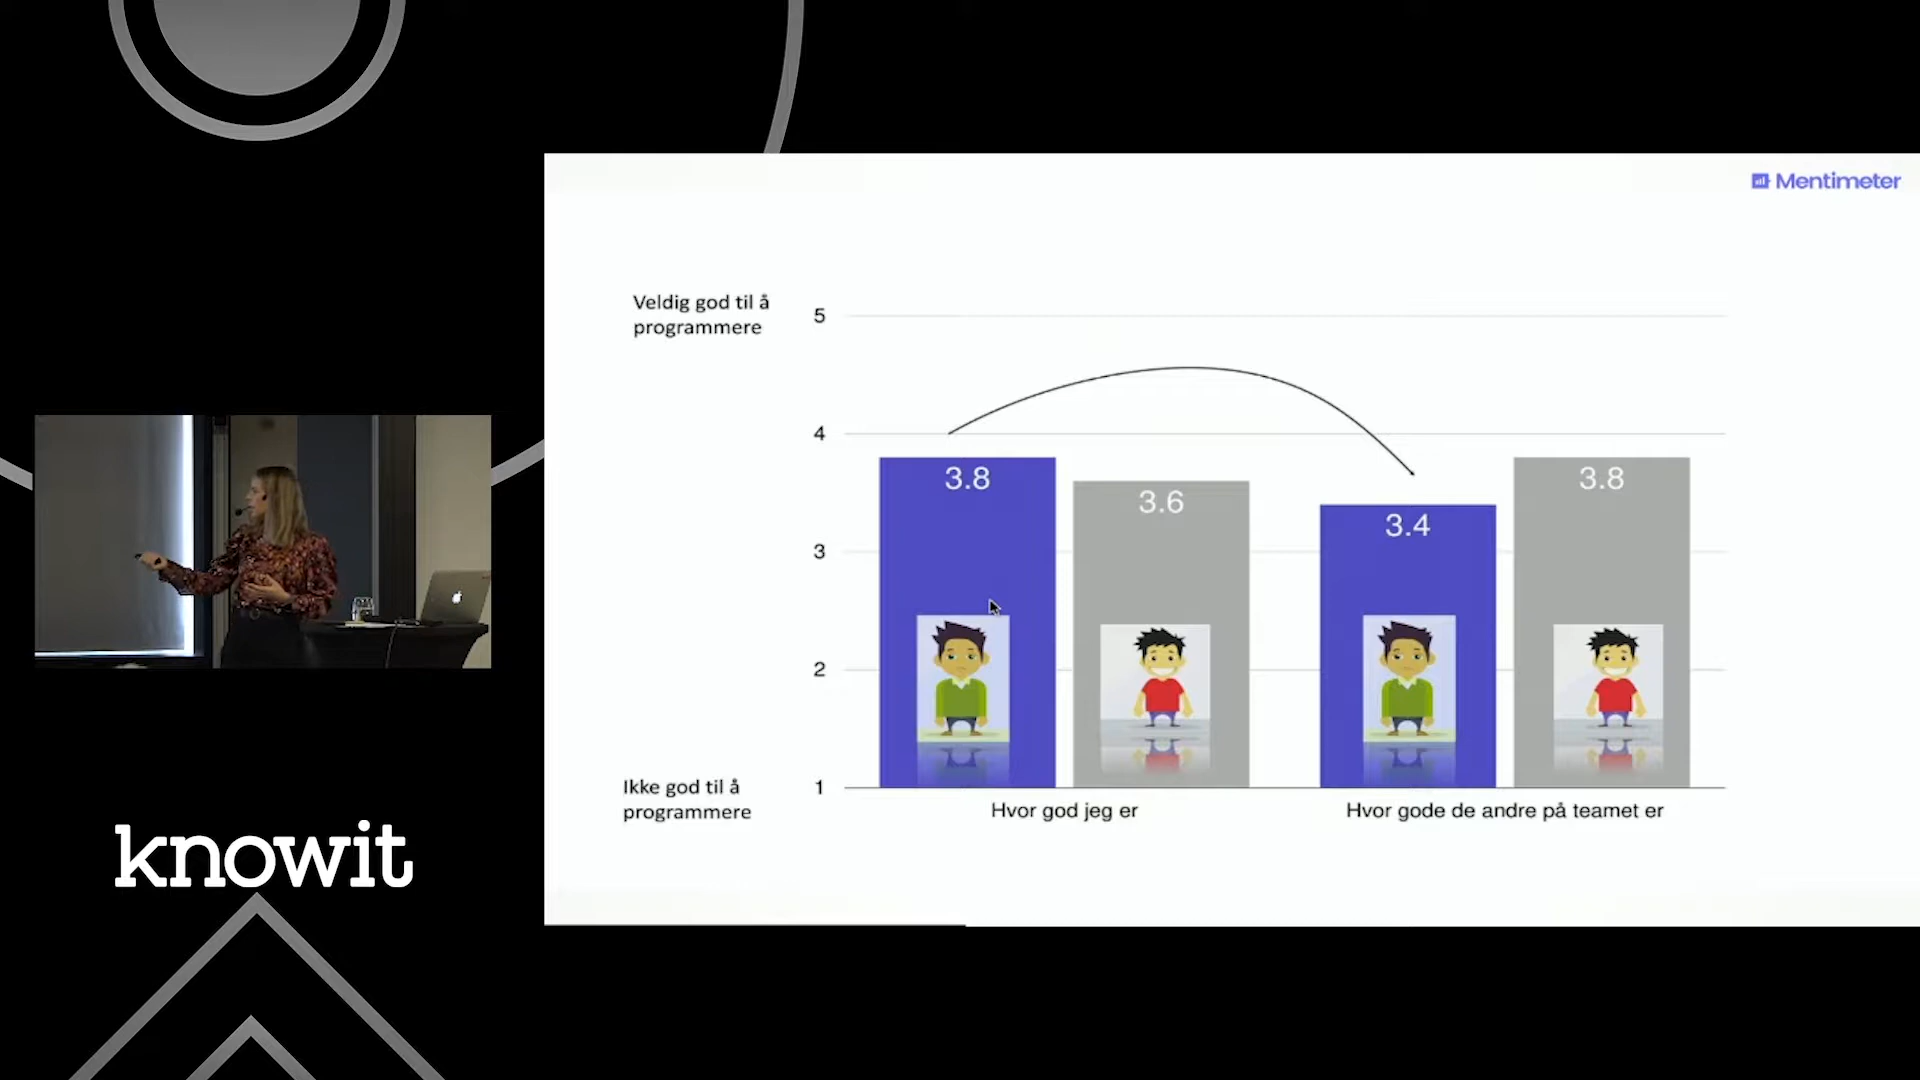 Mentimeter
Veldig god til å
programmere
5
4
3
2
1
3.8
3.6
3.4
3.8
Ikke god til å
programmere
Hvor god jeg er
Hvor gode de andre på teamet er
knowit